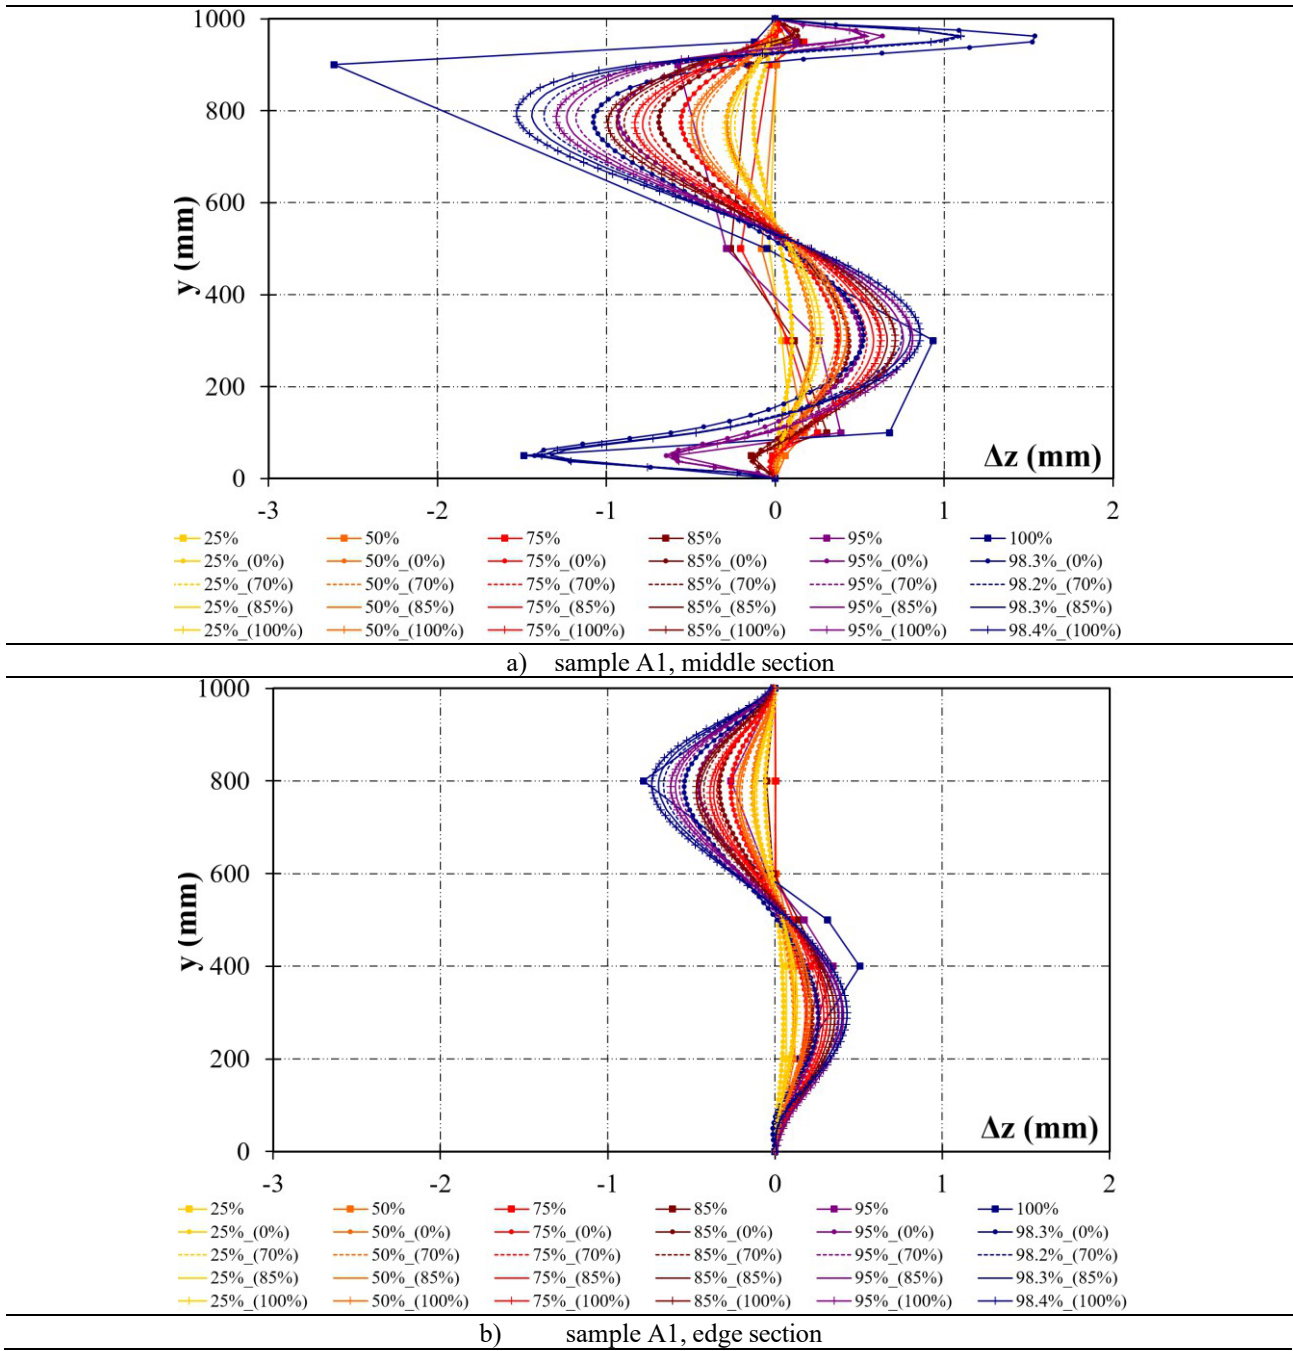 1000
800
600
400
200
0
y (mm)
Δz (mm)
-3 -2 -1 0 1 2
25% 50% 75% 85% 95% 100%
25%_(0%) 50%_(0%) 75%_(0%) 85%_(0%) 95%_(0%) 98.3%_(0%)
25%_(70%) 50%_(70%) 75%_(70%) 85%_(70%) 95%_(70%) 98.2%_(70%)
25%_(85%) 50%_(85%) 75%_(85%) 85%_(85%) 95%_(85%) 98.3%_(85%)
25%_(100%) 50%_(100%) 75%_(100%) 85%_(100%) 95%_(100%) 98.4%_(100%)
a) sample A1, middle section
1000
800
600
400
200
0
y (mm)
Δz (mm)
-3 -2 -1 0 1 2
25% 50% 75% 85% 95% 100%
25%_(0%) 50%_(0%) 75%_(0%) 85%_(0%) 95%_(0%) 98.3%_(0%)
25%_(70%) 50%_(70%) 75%_(70%) 85%_(70%) 95%_(70%) 98.2%_(70%)
25%_(85%) 50%_(85%) 75%_(85%) 85%_(85%) 95%_(85%) 98.3%_(85%)
25%_(100%) 50%_(100%) 75%_(100%) 85%_(100%) 95%_(100%) 98.4%_(100%)
b) sample A1, edge section